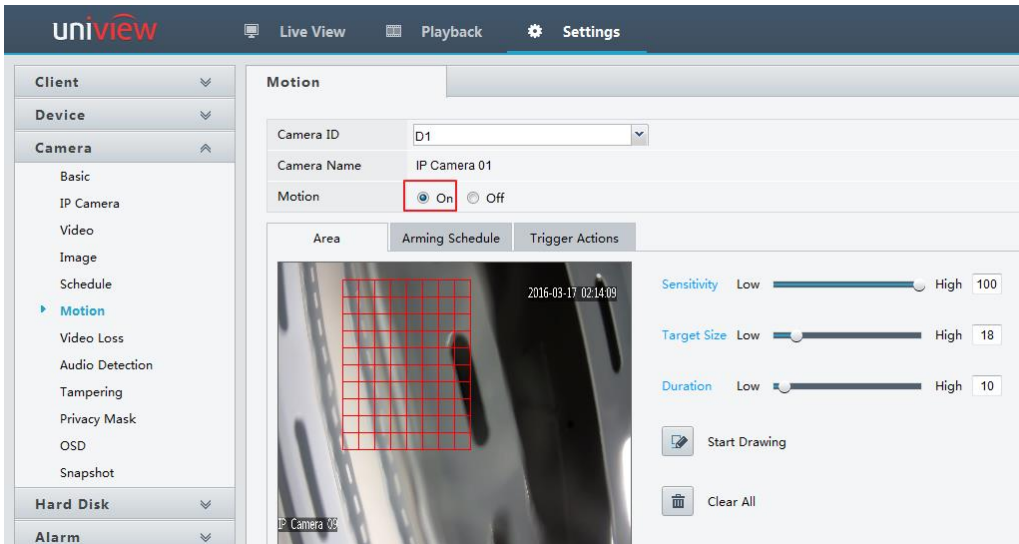 uniview
Live View Playback Settings
Client
Device
Camera
Basic
IP Camera
Video
Image
Schedule
Motion
Video Loss
Audio Detection
Tampering
Privacy Mask
OSD
Snapshot
Hard Disk
Alarm
Motion
Camera ID D1
Camera Name IP Camera 01
Motion On Off
Area Arming Schedule Trigger Actions
2016-03-17 02:14:09
IP Camera 09
Sensitivity Low High 100
Target Size Low High 18
Duration Low High 10
Start Drawing
Clear All